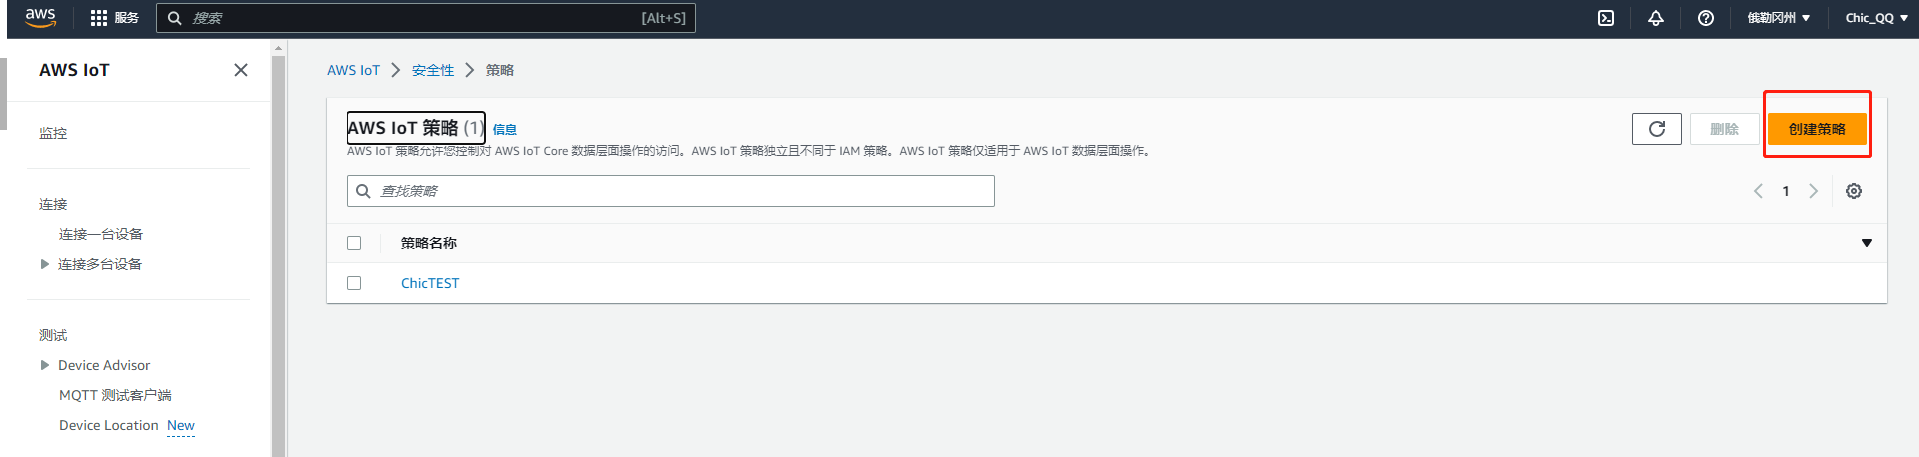 aws 服务 搜索 [Alt+S] 俄勒冈州 Chic_QQ
AWS IoT
监控
连接
连接一台设备
连接多台设备
测试
Device Advisor
MQTT 测试客户端
Device Location New
AWS IoT 安全性 策略
AWS IoT 策略 (1) 信息
删除 创建策略
AWS IoT 策略允许您控制对 AWS IoT Core 数据层面操作的访问。AWS IoT 策略独立且不同于 IAM 策略。AWS IoT 策略仅适用于 AWS IoT 数据层面操作。
查找策略
1
策略名称
ChicTEST